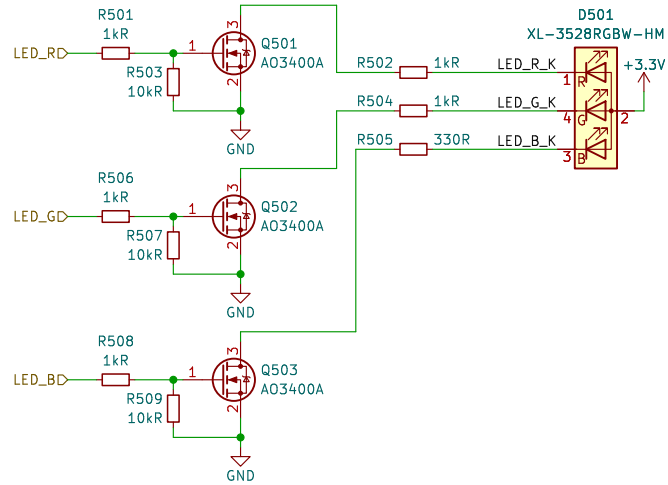 D501
XL-3528RGBW-HM
+3.3V
R501
1kR
LED_R
R503
10kR
1
3
2
Q501
AO3400A
GND
R502
1kR
LED_R_K
1
R
R504
1kR
LED_G_K
4
G
2
R505
330R
LED_B_K
3
B
R506
1kR
LED_G
R507
10kR
1
3
2
Q502
AO3400A
GND
R508
1kR
LED_B
R509
10kR
1
3
2
Q503
AO3400A
GND